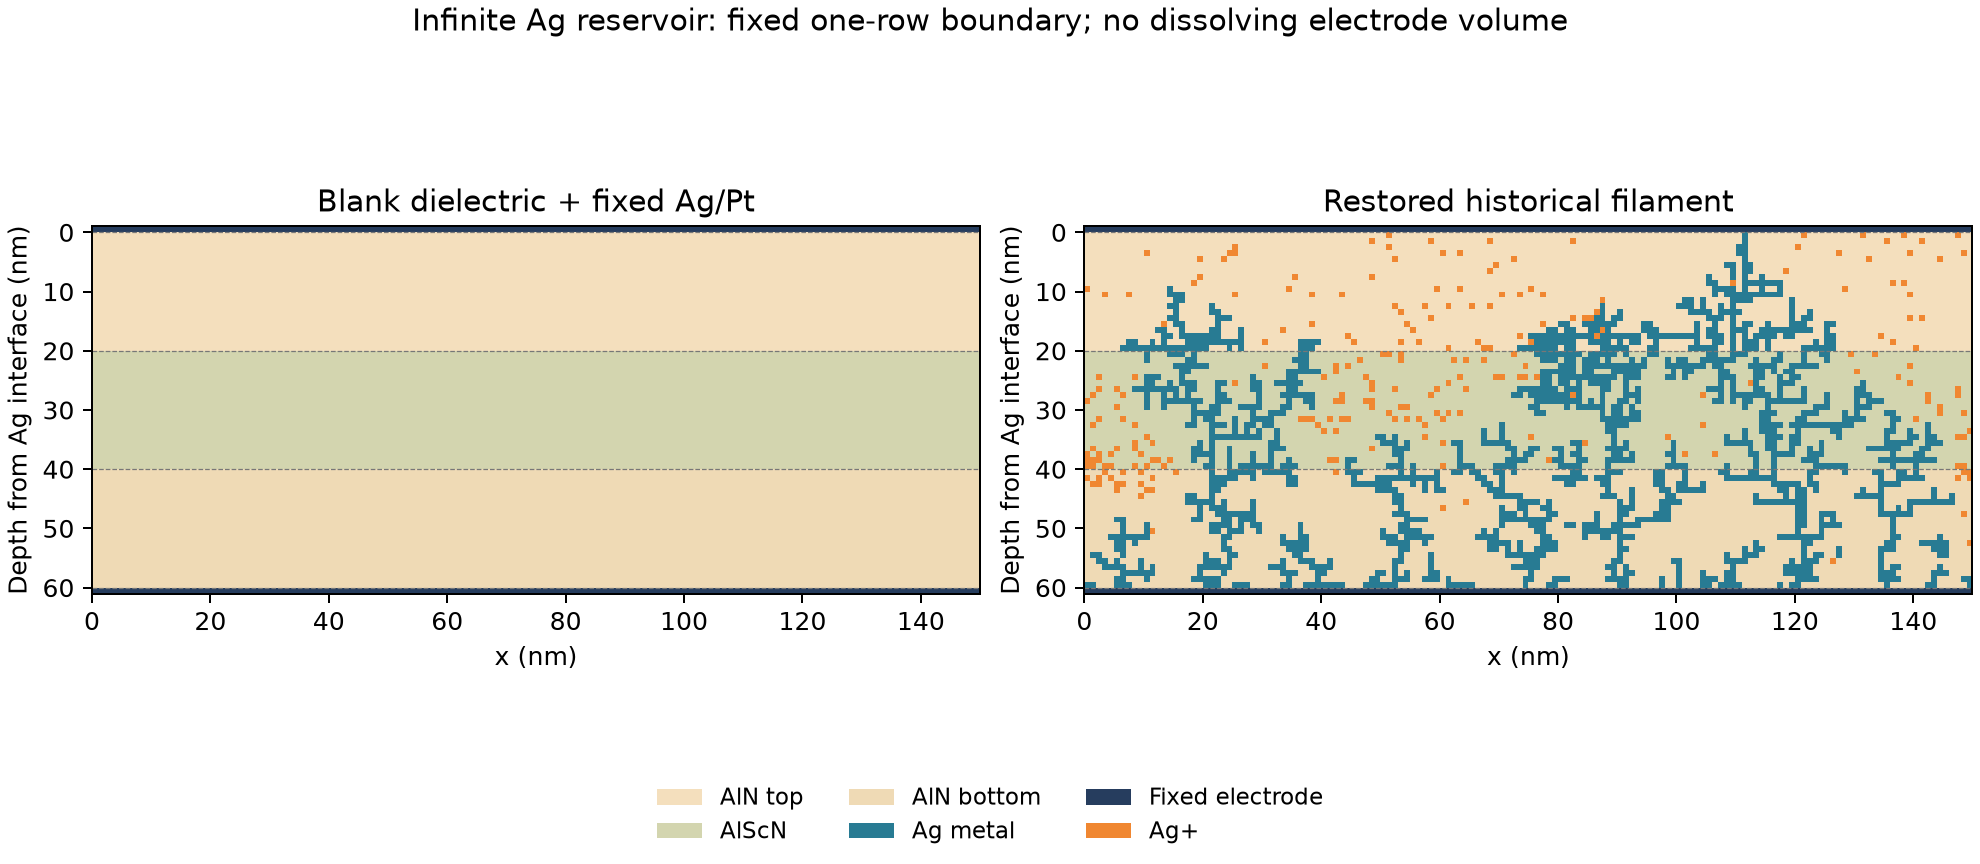 Infinite Ag reservoir: fixed one-row boundary; no dissolving electrode volume
Blank dielectric + fixed Ag/Pt
Depth from Ag interface (nm)
0
10
20
30
40
50
60
0 20 40 60 80 100 120 140
x (nm)
Restored historical filament
Depth from Ag interface (nm)
0
10
20
30
40
50
60
0 20 40 60 80 100 120 140
x (nm)
AlN top AlN bottom Fixed electrode
AlScN Ag metal Ag+